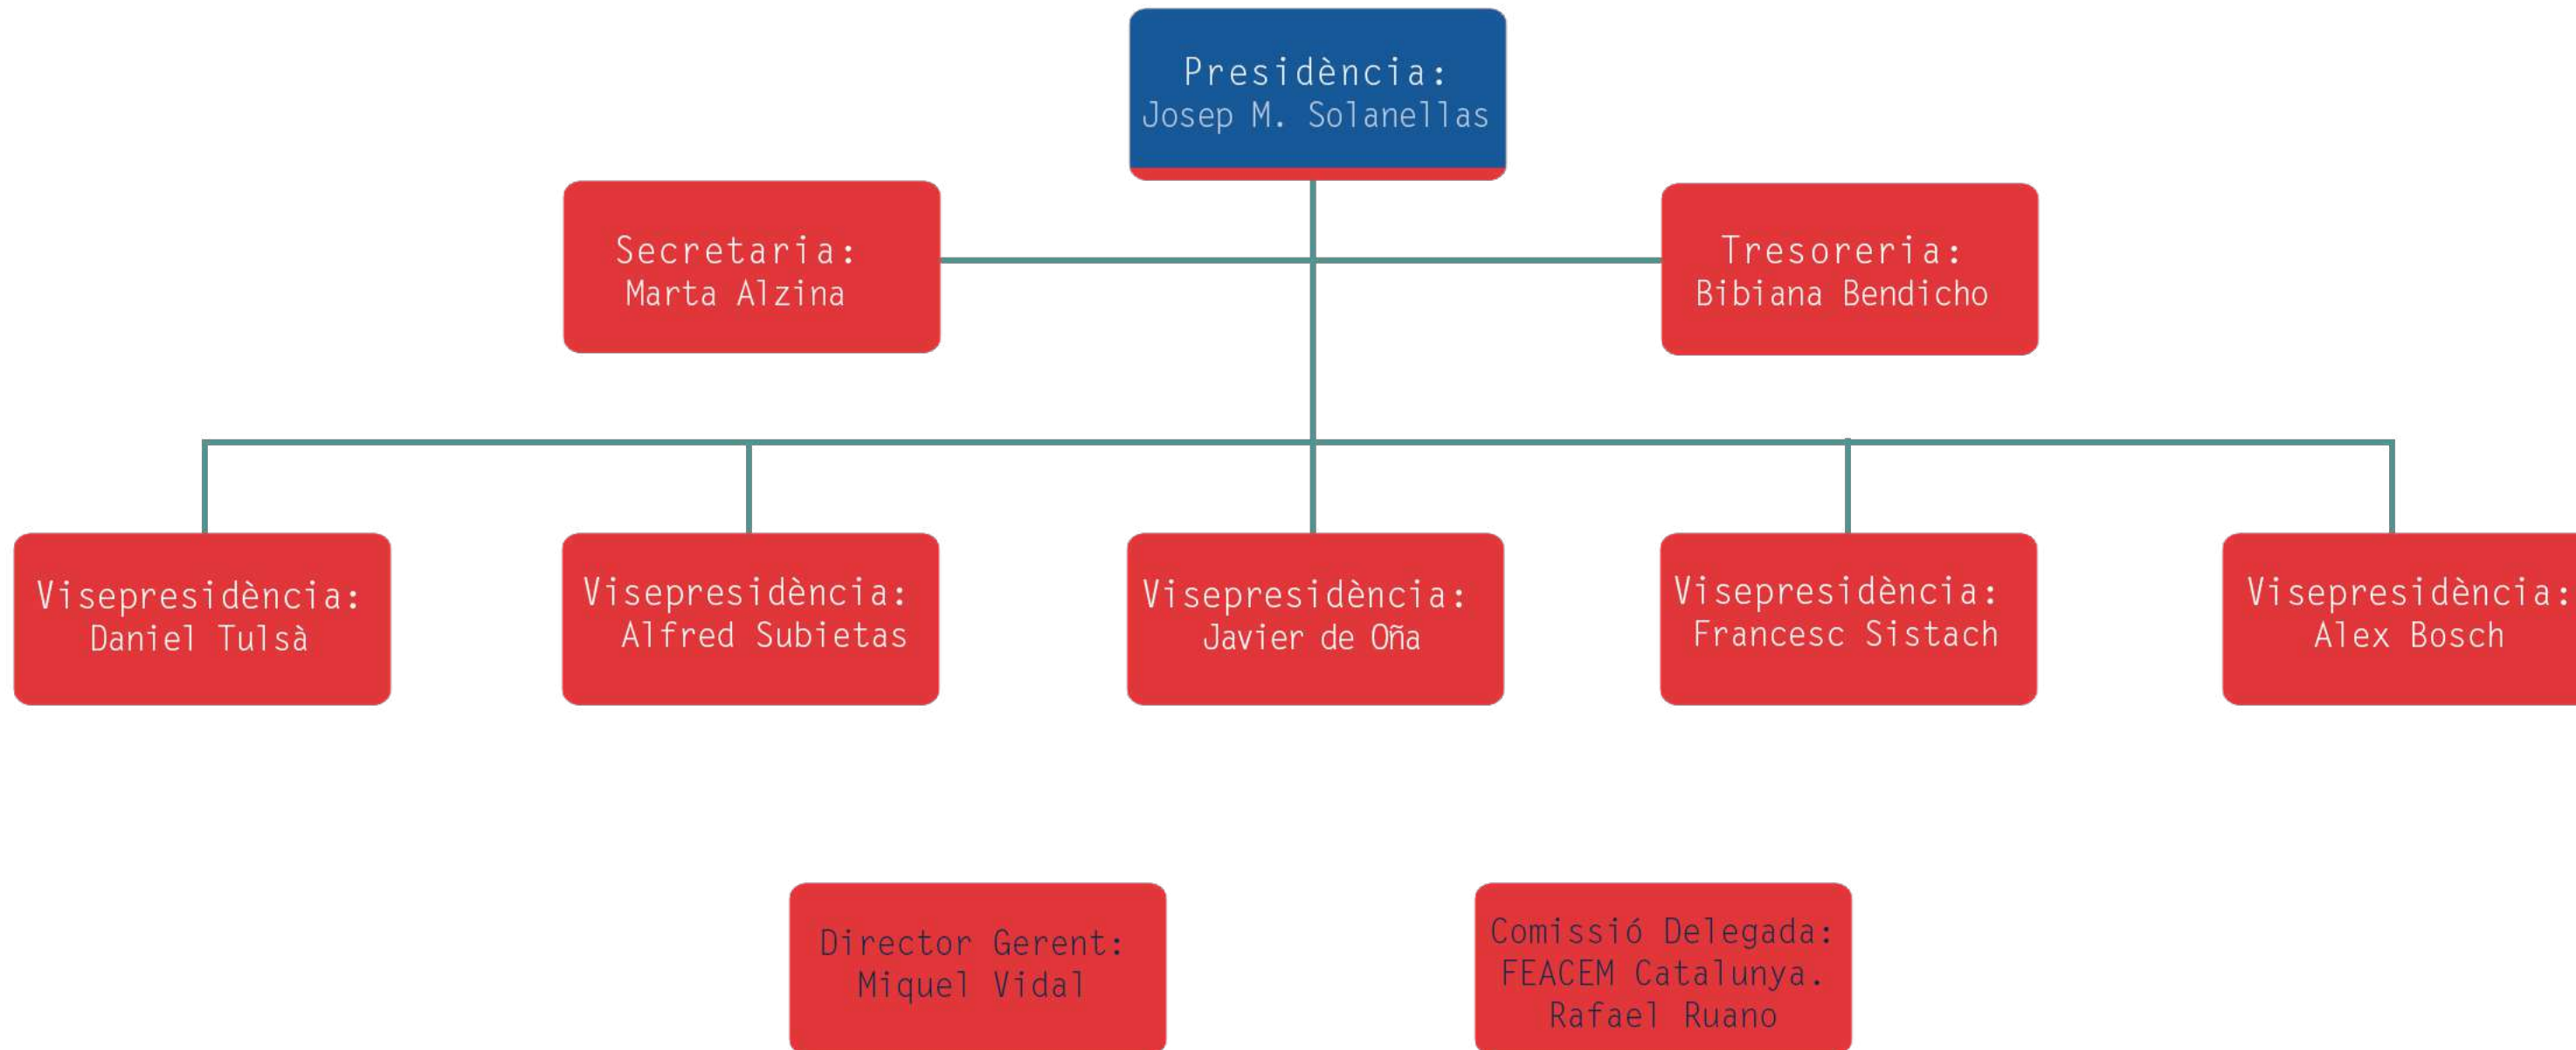 Presidència:
Josep M. Solanellas
Secretaria:
Marta Alzina
Tresoreria:
Bibiana Bendicho
Visepresidència:
Daniel Tulsà
Visepresidència:
Alfred Subietas
Visepresidència:
Javier de Oña
Visepresidència:
Francesc Sistach
Visepresidència:
Alex Bosch
Director Gerent:
Miquel Vidal
Comissió Delegada:
FEACEM Catalunya.
Rafael Ruano